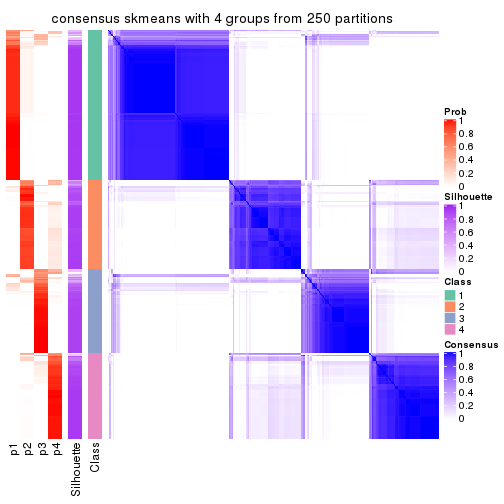 consensus skmeans with 4 groups from 250 partitions
Prob
1
0.8
0.6
0.4
0.2
0
Silhouette
1
0.8
0.6
0.4
0.2
0
Class
1
2
3
4
Consensus
1
0.8
0.6
0.4
0.2
0
p1
p2
p3
p4
Silhouette
Class